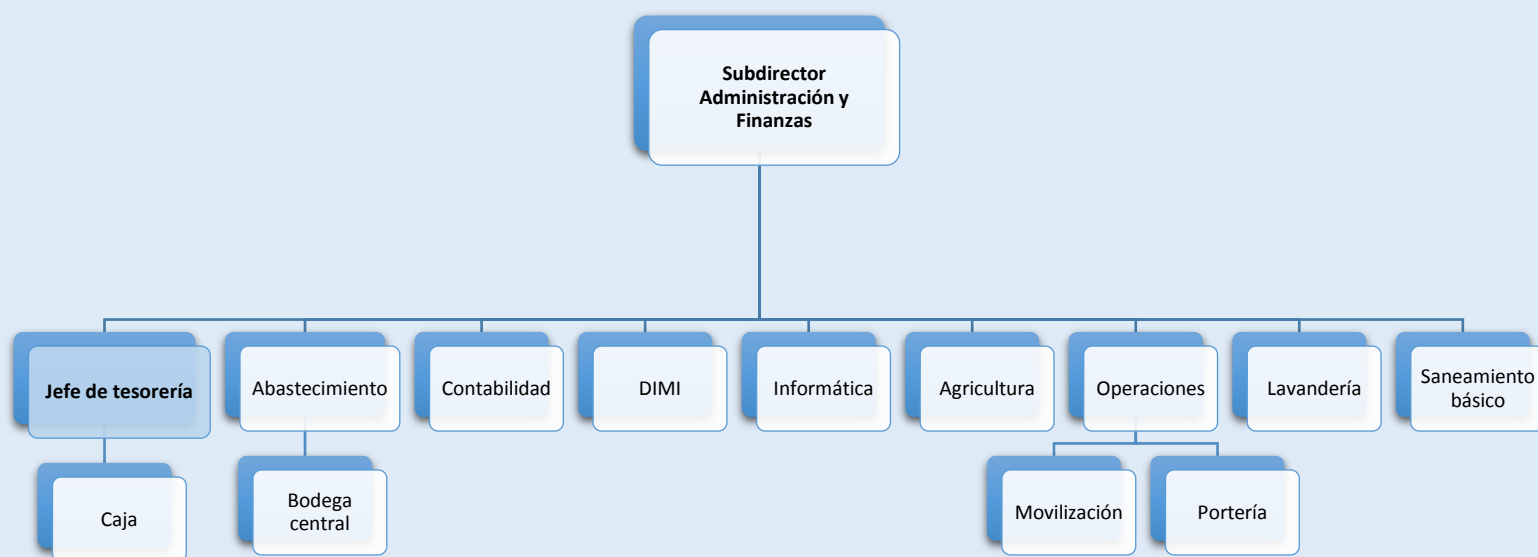 Subdirector
Administración y
Finanzas
Jefe de tesorería
Abastecimiento
Contabilidad
DIMI
Informática
Agricultura
Operaciones
Lavandería
Saneamiento
básico
Caja
Bodega
central
Movilización
Portería